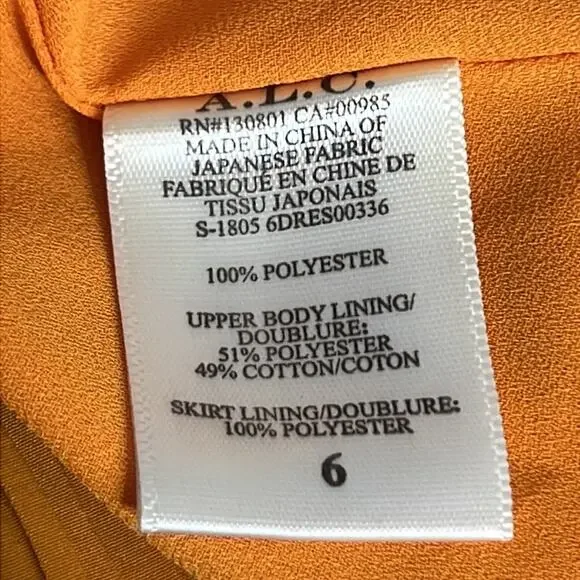 A.L.C.
RN#130801 CA#00985
MADE IN CHINA OF
JAPANESE FABRIC
FABRIQUÉ EN CHINE DE
TISSU JAPONAIS
S-1805 6DRES00336
100% POLYESTER
UPPER BODY LINING/
DOUBLURE:
51% POLYESTER
49% COTTON/COTON
SKIRT LINING/DOUBLURE:
100% POLYESTER
6